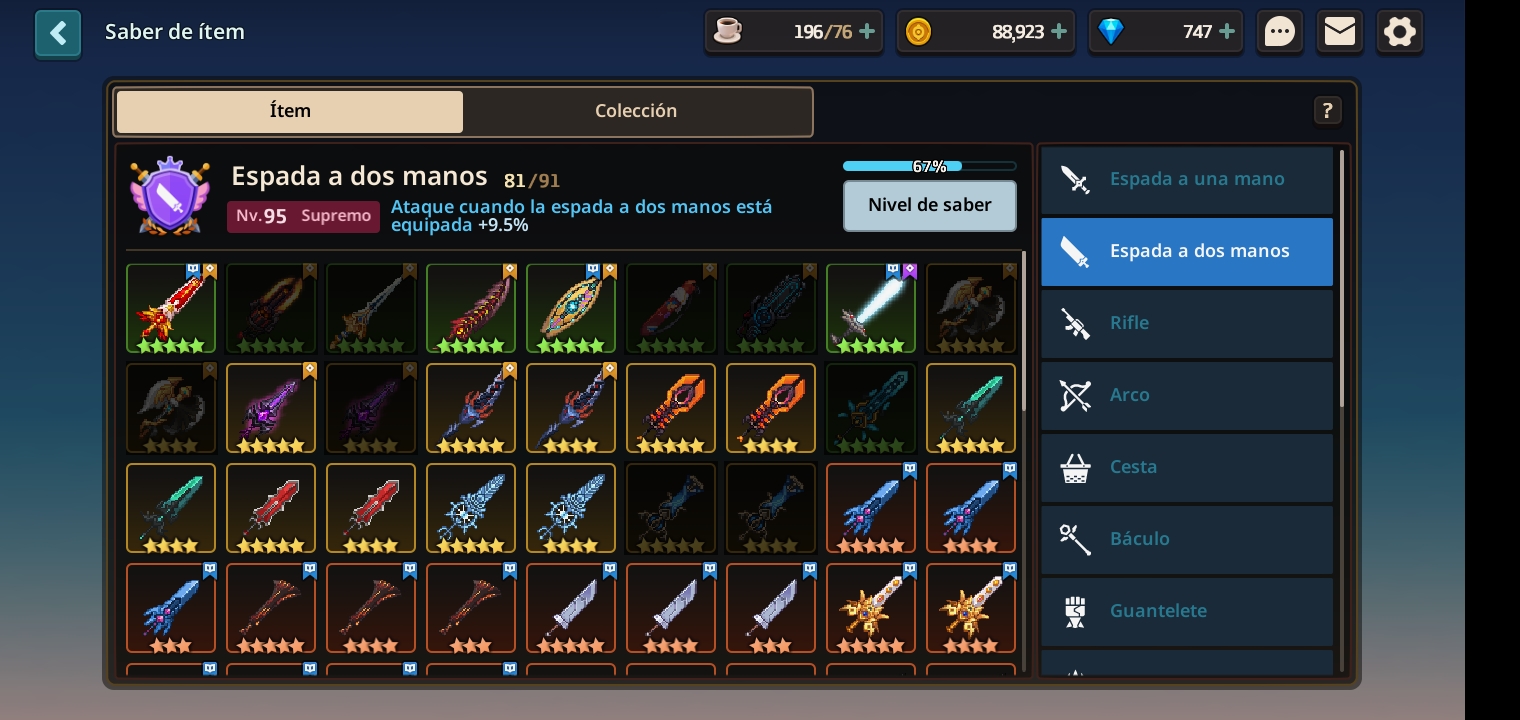 Saber de ítem
196/76
88,923
747
Ítem
Colección
?
Espada a dos manos 81/91
Nv.95 Supremo
Ataque cuando la espada a dos manos está
equipada +9.5%
67%
Nivel de saber
Espada a una mano
Espada a dos manos
Rifle
Arco
Cesta
Báculo
Guantelete